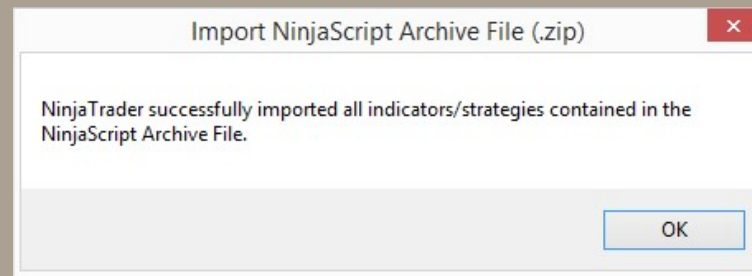 Import NinjaScript Archive File (.zip)
NinjaTrader successfully imported all indicators/strategies contained in the
NinjaScript Archive File.
OK